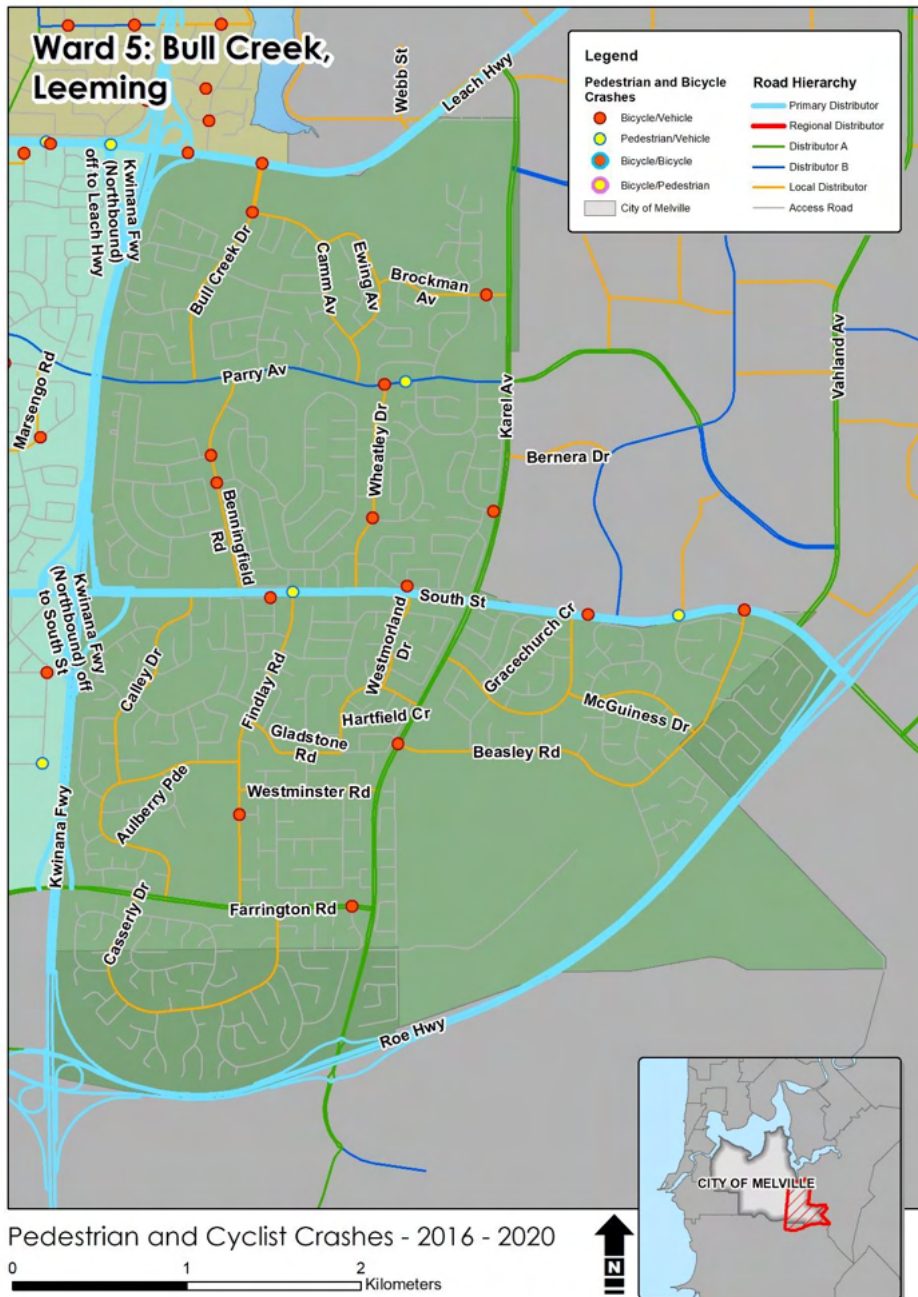 Ward 5: Bull Creek,
Leeming
Webb St
Leach Hwy
Legend
Pedestrian and Bicycle
Crashes
Bicycle/Vehicle
Pedestrian/Vehicle
Bicycle/Bicycle
Bicycle/Pedestrian
City of Melville
Road Hierarchy
Primary Distributor
Regional Distributor
Distributor A
Distributor B
Local Distributor
Access Road
Kwinana Fwy
(Northbound)
off to Leach Hwy
Bull Creek Dr
Camm Av
Ewing Av
Brockman
Av
Marsengo Rd
Parry Av
Karel Av
Vahland Av
Wheatley Dr
Bernera Dr
Benningfield
Rd
Kwinana Fwy
(Northbound) off
to South St
South St
Calley Dr
Findlay Rd
Westmorland
Dr
Gracechurch Cr
McGuiness Dr
Hartfield Cr
Gladstone
Rd
Beasley Rd
Westminster Rd
Aulberry Pde
Kwinana Fwy
Casserly Dr
Farrington Rd
Roe Hwy
CITY OF MELVILLE
Pedestrian and Cyclist Crashes - 2016 - 2020
0 1 2
Kilometers
N